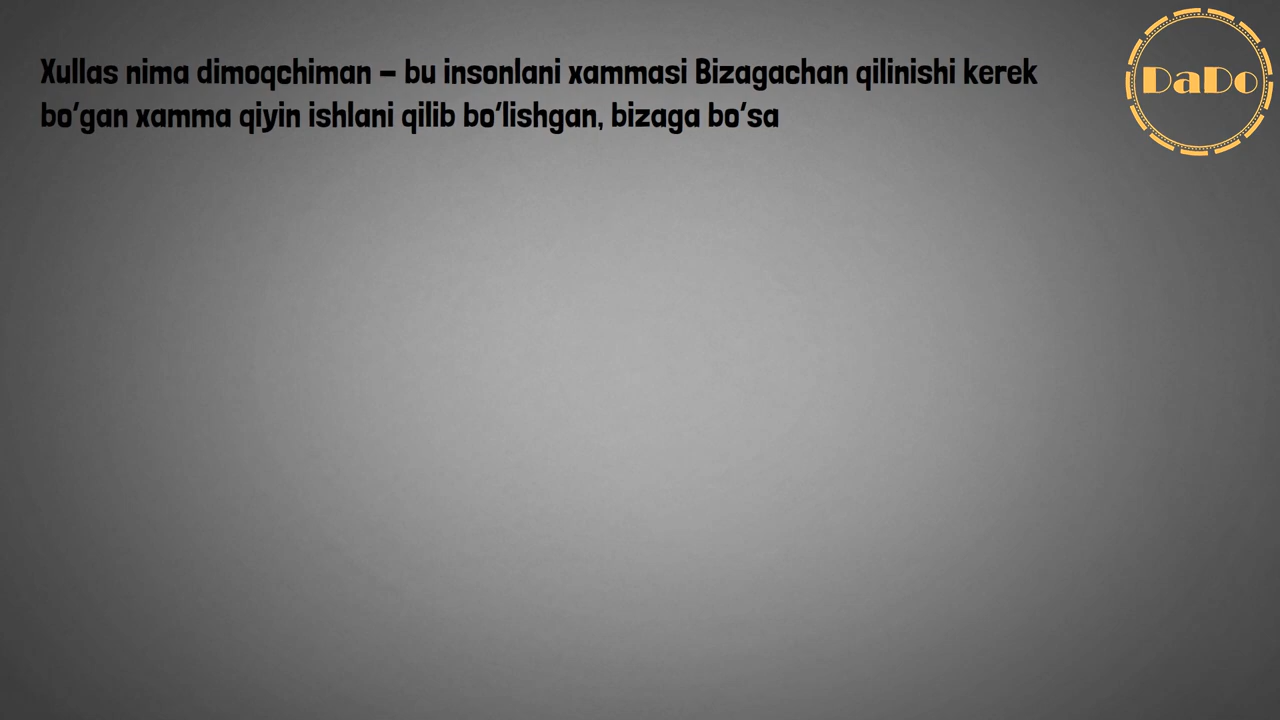 Xullas nima dimoqchiman – bu insonlani xammasi Bizagachan qilinishi kerek
bo‘gan xamma qiyin ishlani qilib bo‘lishgan, bizaga bo‘sa
DaDo